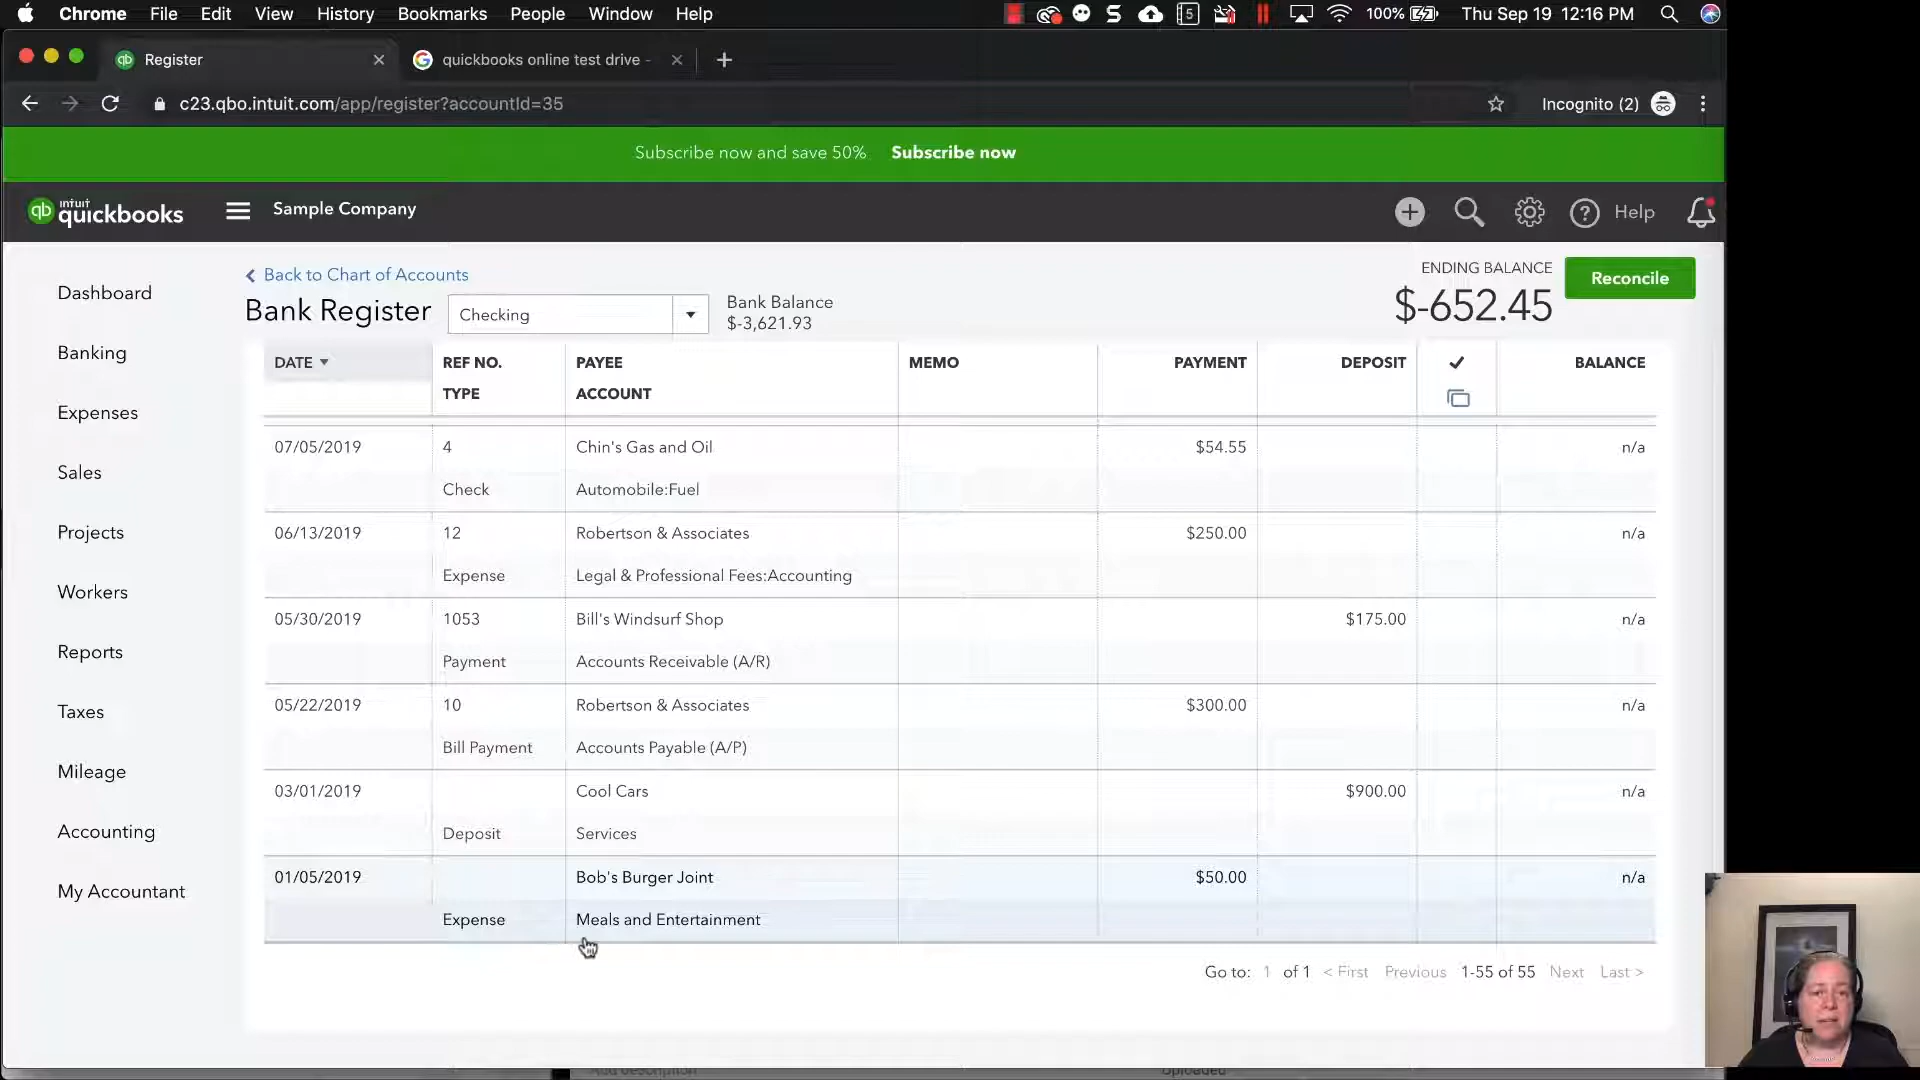 Chrome File Edit View History Bookmarks People Window Help 5 100% Thu Sep 19 12:16 PM
qb Register quickbooks online test drive -
c23.qbo.intuit.com/app/register?accountId=35 Incognito (2)
Subscribe now and save 50% Subscribe now
qb intuit quickbooks Sample Company Help
Dashboard
Banking
Expenses
Sales
Projects
Workers
Reports
Taxes
Mileage
Accounting
My Accountant
Back to Chart of Accounts
Bank Register Checking
Bank Balance
$-3,621.93
ENDING BALANCE
$-652.45
Reconcile
DATE REF NO. PAYEE MEMO PAYMENT DEPOSIT ✓ BALANCE
TYPE ACCOUNT
07/05/2019 4 Chin's Gas and Oil $54.55 n/a
Check Automobile:Fuel
06/13/2019 12 Robertson & Associates $250.00 n/a
Expense Legal & Professional Fees:Accounting
05/30/2019 1053 Bill's Windsurf Shop $175.00 n/a
Payment Accounts Receivable (A/R)
05/22/2019 10 Robertson & Associates $300.00 n/a
Bill Payment Accounts Payable (A/P)
03/01/2019 Cool Cars $900.00 n/a
Deposit Services
01/05/2019 Bob's Burger Joint $50.00 n/a
Expense Meals and Entertainment
Go to: 1 of 1 < First Previous 1-55 of 55 Next Last >
Add description Uploaded